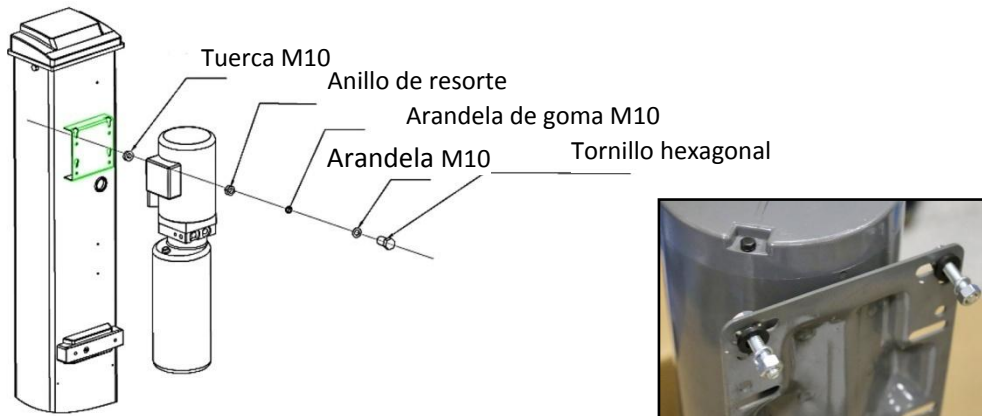 Tuerca M10
Anillo de resorte
Arandela de goma M10
Arandela M10
Tornillo hexagonal